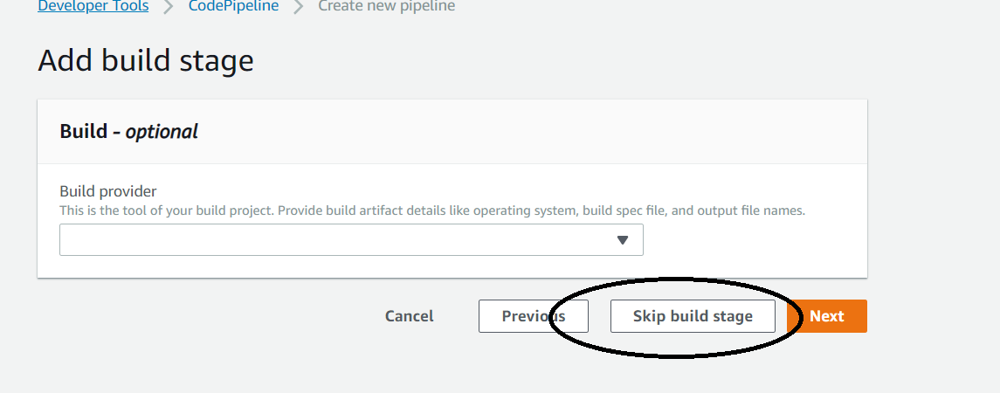 Developer Tools > CodePipeline > Create new pipeline
Add build stage
Build - optional
Build provider
This is the tool of your build project. Provide build artifact details like operating system, build spec file, and output file names.
Cancel Previous Skip build stage Next